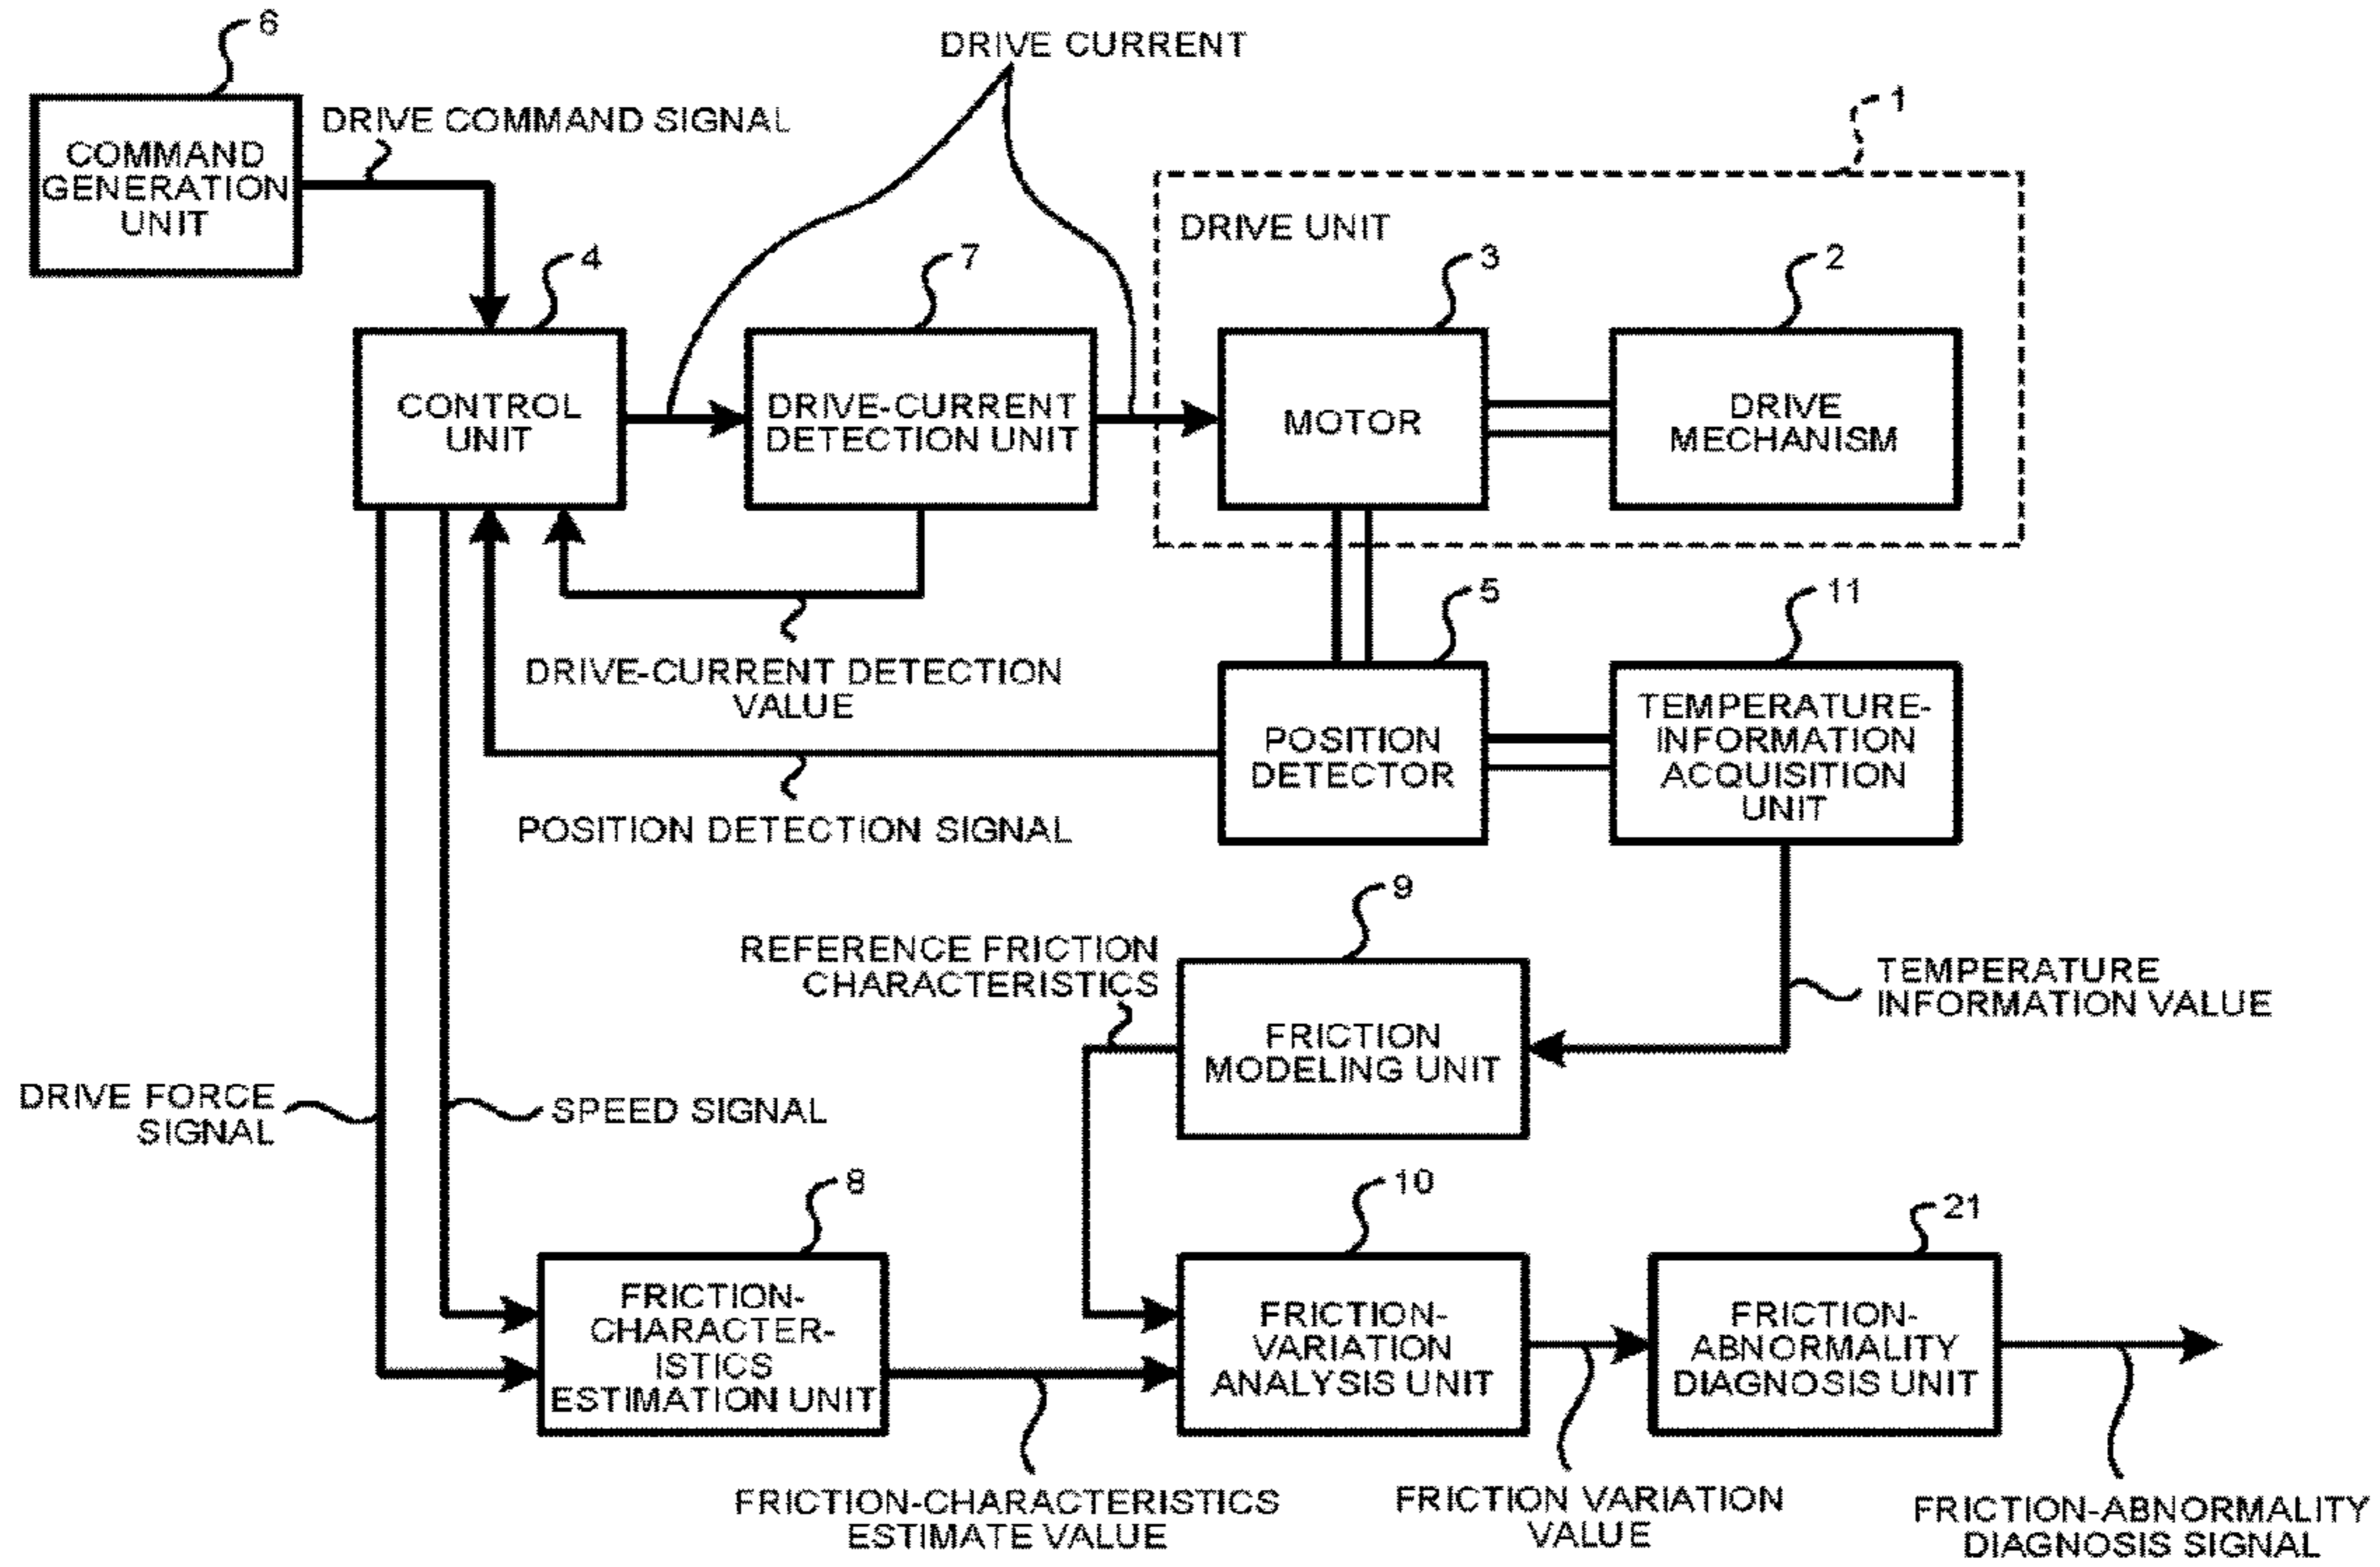 6
DRIVE CURRENT
1
DRIVE COMMAND SIGNAL
COMMAND
GENERATION
UNIT
DRIVE UNIT
4
7
3
2
CONTROL
UNIT
DRIVE-CURRENT
DETECTION UNIT
MOTOR
DRIVE
MECHANISM
5
11
DRIVE-CURRENT DETECTION
VALUE
POSITION
DETECTOR
TEMPERATURE-
INFORMATION
ACQUISITION
UNIT
POSITION DETECTION SIGNAL
9
REFERENCE FRICTION
CHARACTERISTICS
TEMPERATURE
INFORMATION VALUE
FRICTION
MODELING UNIT
DRIVE FORCE
SIGNAL
SPEED SIGNAL
8
10
21
FRICTION-
CHARACTER-
ISTICS
ESTIMATION UNIT
FRICTION-
VARIATION
ANALYSIS UNIT
FRICTION-
ABNORMALITY
DIAGNOSIS UNIT
FRICTION-CHARACTERISTICS
ESTIMATE VALUE
FRICTION VARIATION
VALUE
FRICTION-ABNORMALITY
DIAGNOSIS SIGNAL